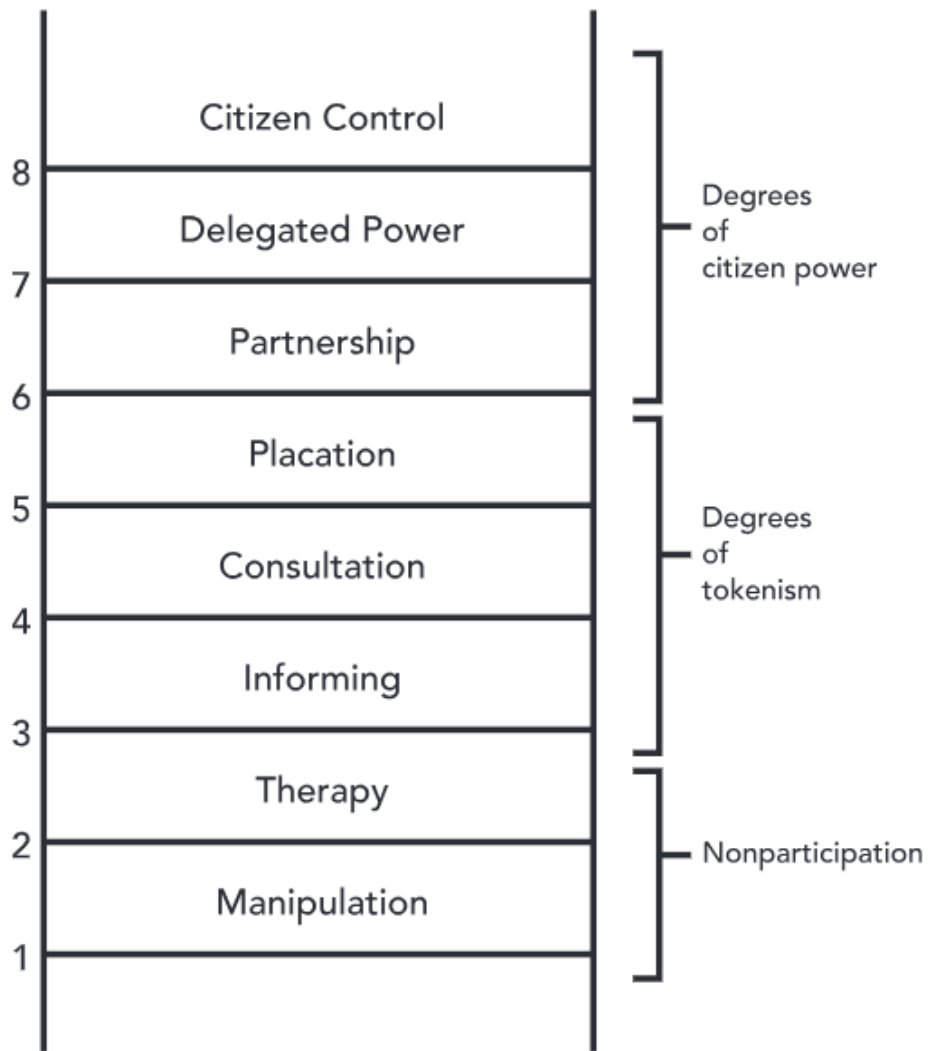 Citizen Control
8
Delegated Power
7
Partnership
6
Placation
5
Consultation
4
Informing
3
Therapy
2
Manipulation
1
Degrees
of
citizen power
Degrees
of
tokenism
Nonparticipation